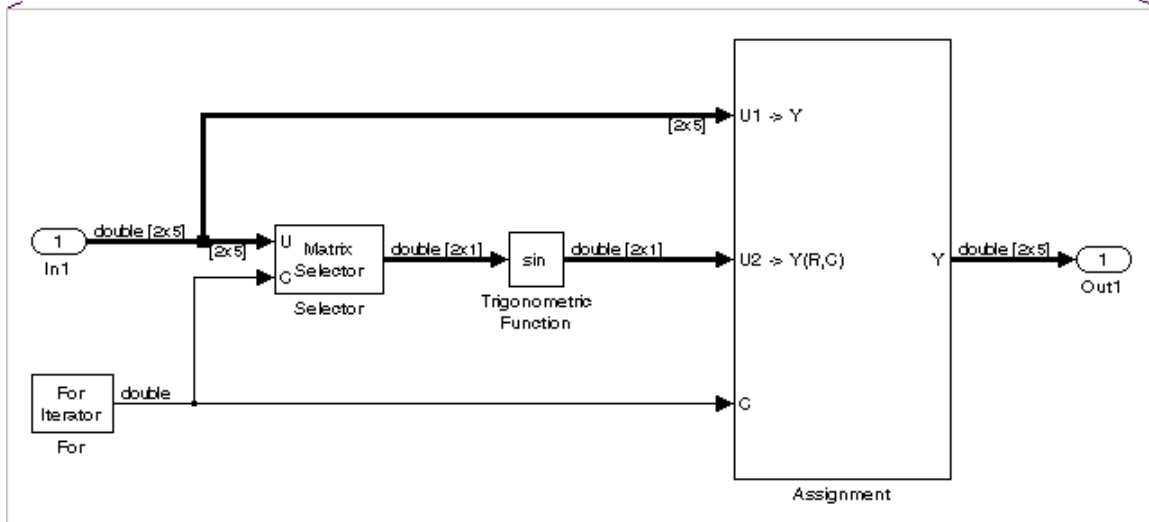 [2x5]
U1 -> Y
double [2x5]
1
In1
[2x5]
U
C
Matrix
Selector
Selector
double [2x1]
sin
Trigonometric
Function
double [2x1]
U2 -> Y(R,C)
Y
double [2x5]
1
Out1
For
Iterator
For
double
C
Assignment